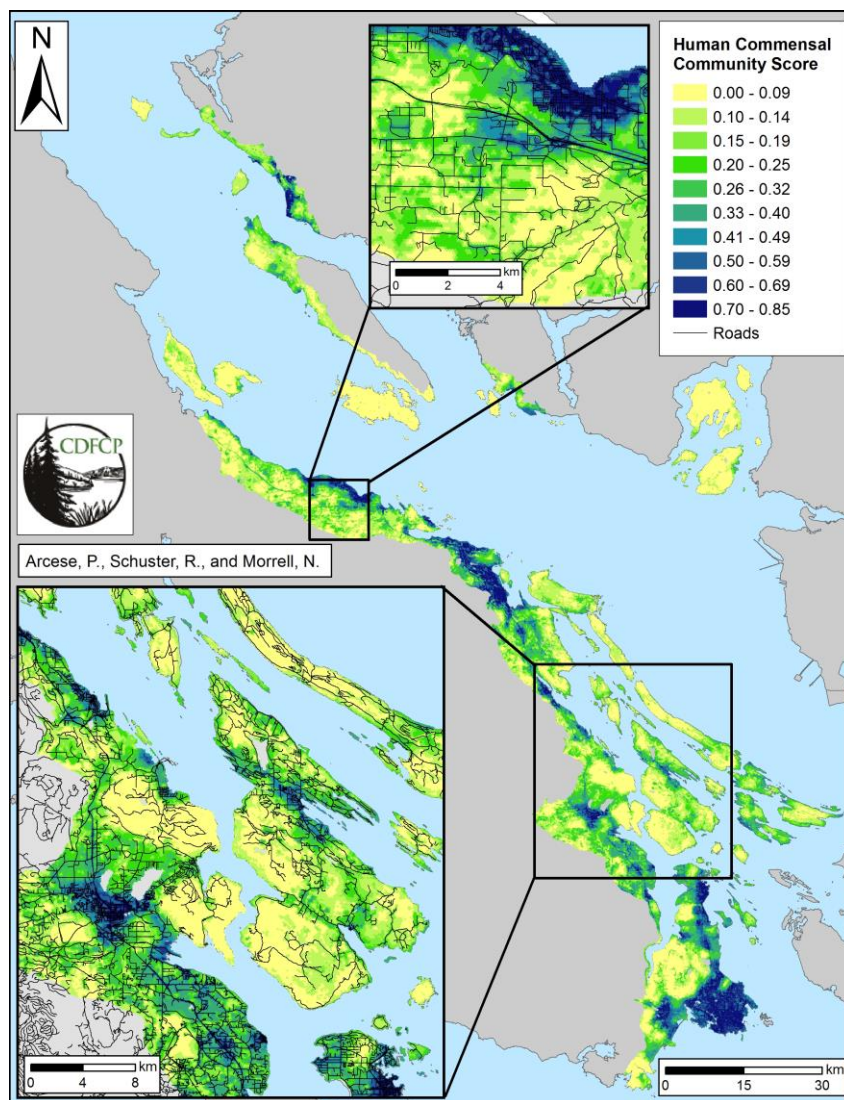 N
Human Commensal
Community Score
0.00 - 0.09
0.10 - 0.14
0.15 - 0.19
0.20 - 0.25
0.26 - 0.32
0.33 - 0.40
0.41 - 0.49
0.50 - 0.59
0.60 - 0.69
0.70 - 0.85
Roads
km
0 2 4
CDFCP
Arcese, P., Schuster, R., and Morrell, N.
km
0 4 8
km
0 15 30